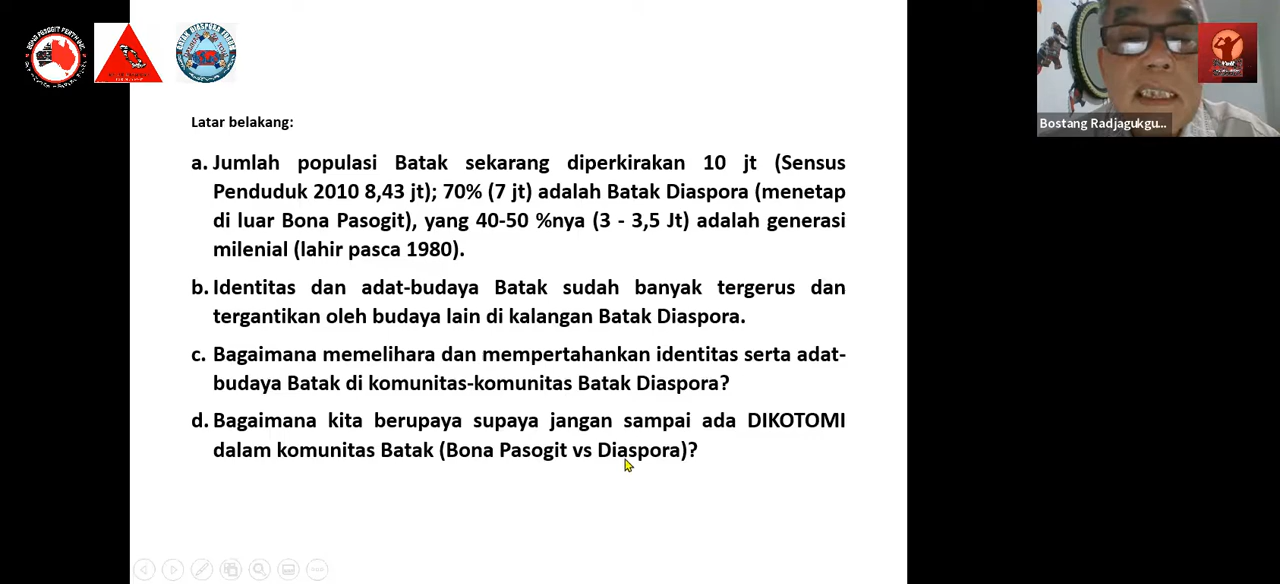 Latar belakang:
a. Jumlah populasi Batak sekarang diperkirakan 10 jt (Sensus
Penduduk 2010 8,43 jt); 70% (7 jt) adalah Batak Diaspora (menetap
di luar Bona Pasogit), yang 40-50 %nya (3 - 3,5 Jt) adalah generasi
milenial (lahir pasca 1980).
b. Identitas dan adat-budaya Batak sudah banyak tergerus dan
tergantikan oleh budaya lain di kalangan Batak Diaspora.
c. Bagaimana memelihara dan mempertahankan identitas serta adat-
budaya Batak di komunitas-komunitas Batak Diaspora?
d. Bagaimana kita berupaya supaya jangan sampai ada DIKOTOMI
dalam komunitas Batak (Bona Pasogit vs Diaspora)?
Bostang Radjagukgu...